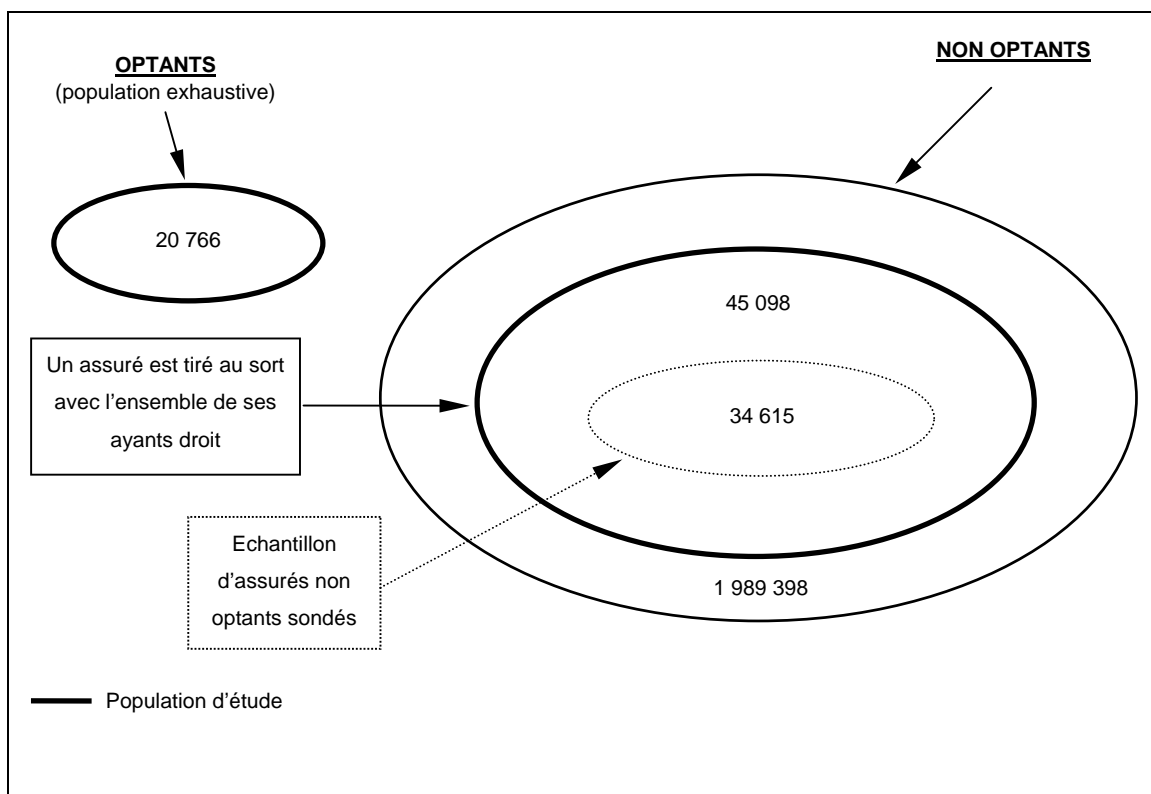 OPTANTS
(population exhaustive)
NON OPTANTS
20 766
45 098
Un assuré est tiré au sort
avec l'ensemble de ses
ayants droit
34 615
Echantillon
d'assurés non
optants sondés
1 989 398
Population d'étude